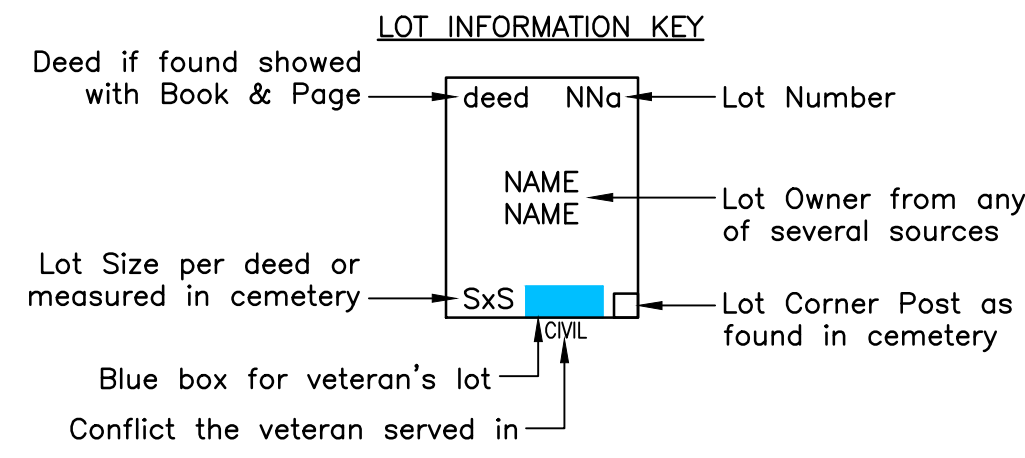 LOT INFORMATION KEY
Deed if found showed
with Book & Page
deed NNa
Lot Number
NAME
NAME
Lot Owner from any
of several sources
Lot Size per deed or
measured in cemetery
SxS
Lot Corner Post as
found in cemetery
CIVIL
Blue box for veteran's lot
Conflict the veteran served in